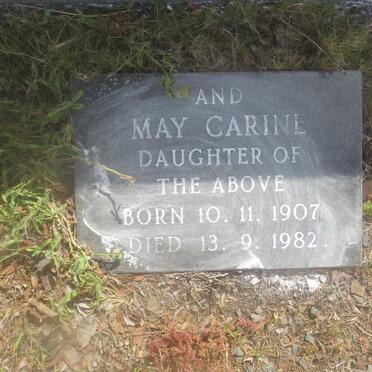 AND
MAY CARINE
DAUGHTER OF
THE ABOVE
BORN 10. 11. 1907
DIED 13. 9. 1982.